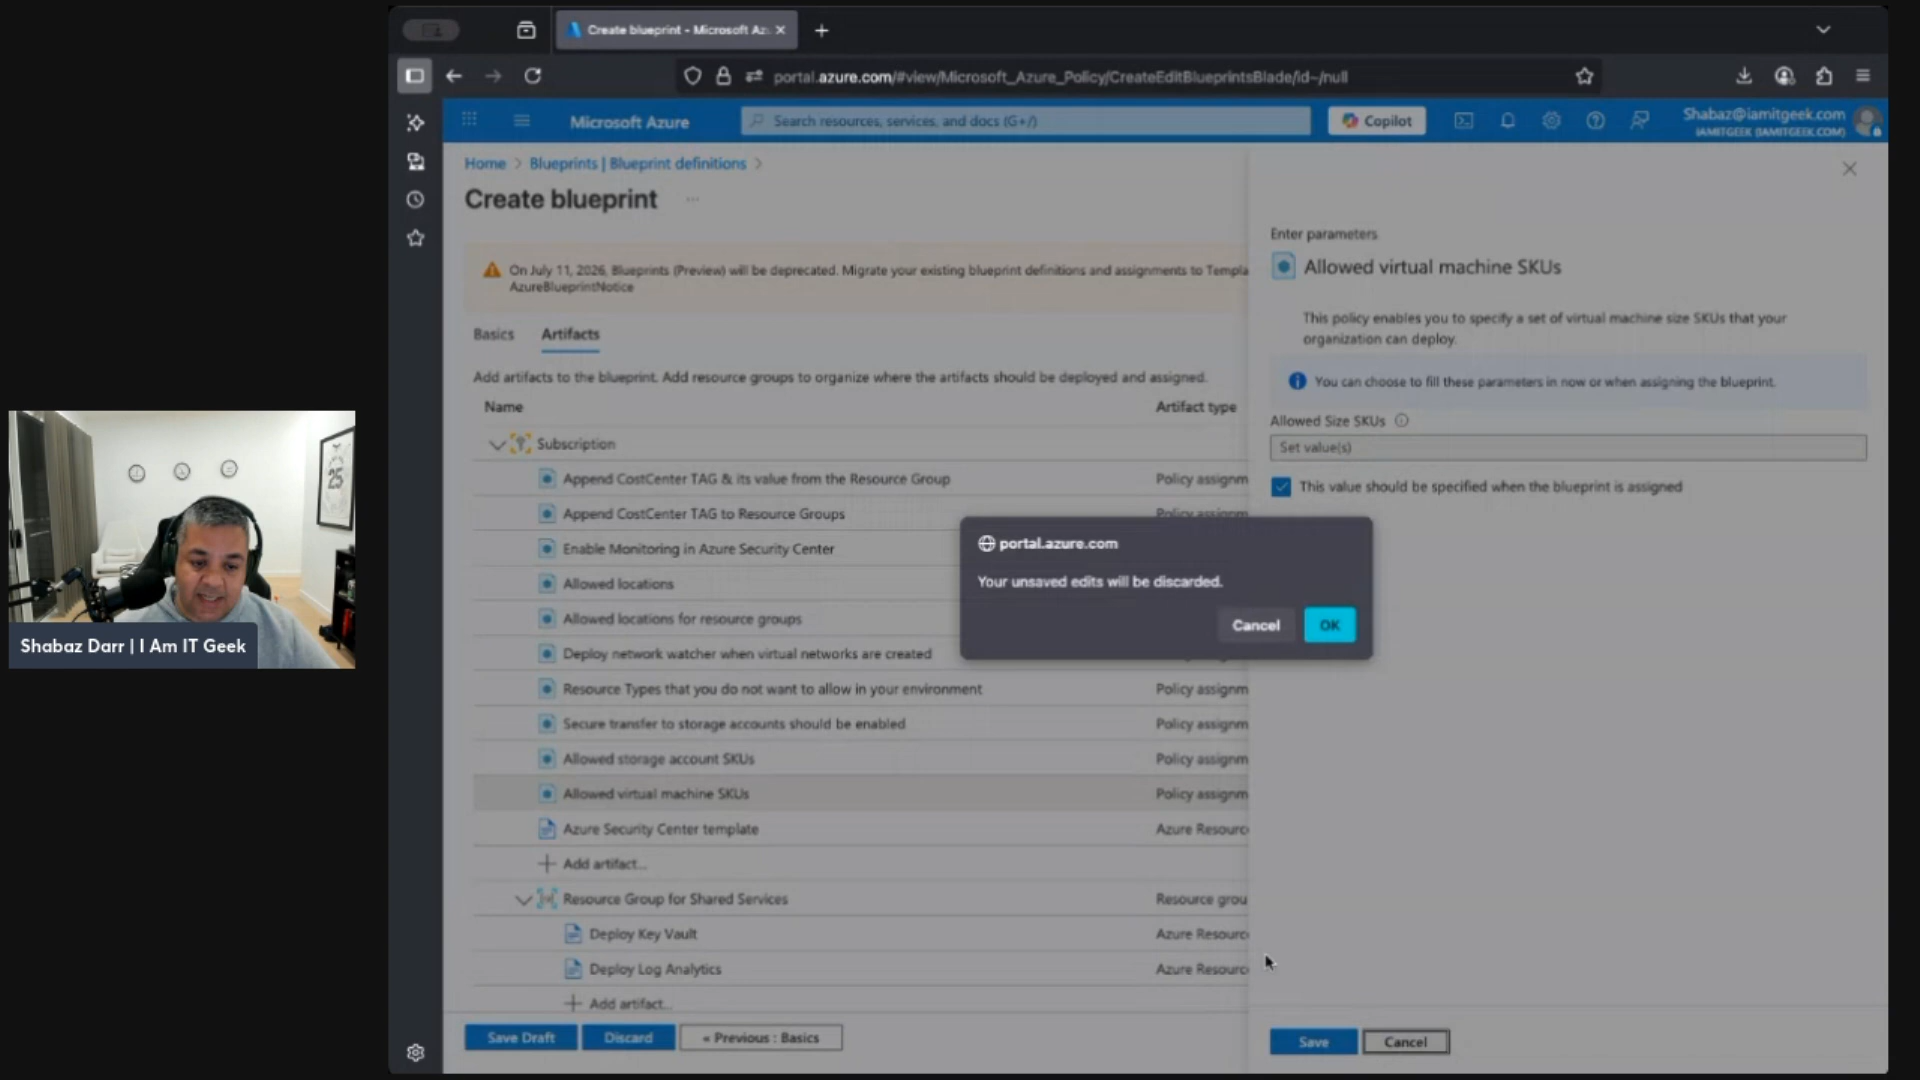 Create blueprint - Microsoft Az
portal.azure.com/#view/Microsoft_Azure_Policy/CreateEditBlueprintsBlade/id~/null
Microsoft Azure
Search resources, services, and docs (G+/)
Copilot
Shabaz@iamitgeek.com
IAMITGEEK (IAMITGEEK.COM)
Home > Blueprints | Blueprint definitions >
Create blueprint ...
On July 11, 2026, Blueprints (Preview) will be deprecated. Migrate your existing blueprint definitions and assignments to Templa
AzureBlueprintNotice
Basics
Artifacts
Add artifacts to the blueprint. Add resource groups to organize where the artifacts should be deployed and assigned.
Name
Artifact type
Subscription
Append CostCenter TAG & its value from the Resource Group
Policy assignm
Append CostCenter TAG to Resource Groups
Policy assignm
Enable Monitoring in Azure Security Center
Allowed locations
Allowed locations for resource groups
Deploy network watcher when virtual networks are created
Resource Types that you do not want to allow in your environment
Policy assignm
Secure transfer to storage accounts should be enabled
Policy assignm
Allowed storage account SKUs
Policy assignm
Allowed virtual machine SKUs
Policy assignm
Azure Security Center template
Azure Resourc
Add artifact...
Resource Group for Shared Services
Resource grou
Deploy Key Vault
Azure Resourc
Deploy Log Analytics
Azure Resourc
Add artifact...
Save Draft
Discard
« Previous : Basics
Enter parameters
Allowed virtual machine SKUs
This policy enables you to specify a set of virtual machine size SKUs that your
organization can deploy.
You can choose to fill these parameters in now or when assigning the blueprint.
Allowed Size SKUs
Set value(s)
This value should be specified when the blueprint is assigned
Save
Cancel
portal.azure.com
Your unsaved edits will be discarded.
Cancel
OK
25
Shabaz Darr | I Am IT Geek